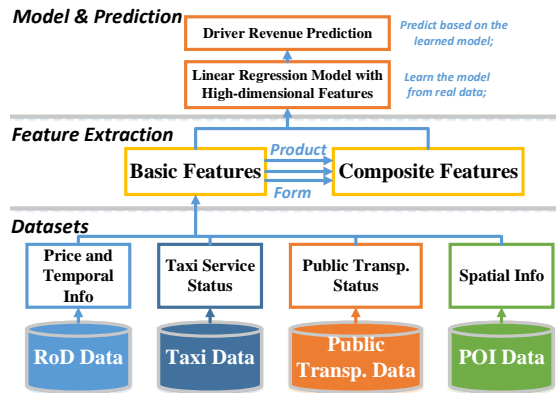 Model & Prediction
Driver Revenue Prediction
Predict based on the
learned model;
Linear Regression Model with
High-dimensional Features
Learn the model
from real data;
Feature Extraction
Product
Basic Features
Composite Features
Form
Datasets
Price and
Temporal
Info
Taxi Service
Status
Public Transp.
Status
Spatial Info
RoD Data
Taxi Data
Public
Transp. Data
POI Data